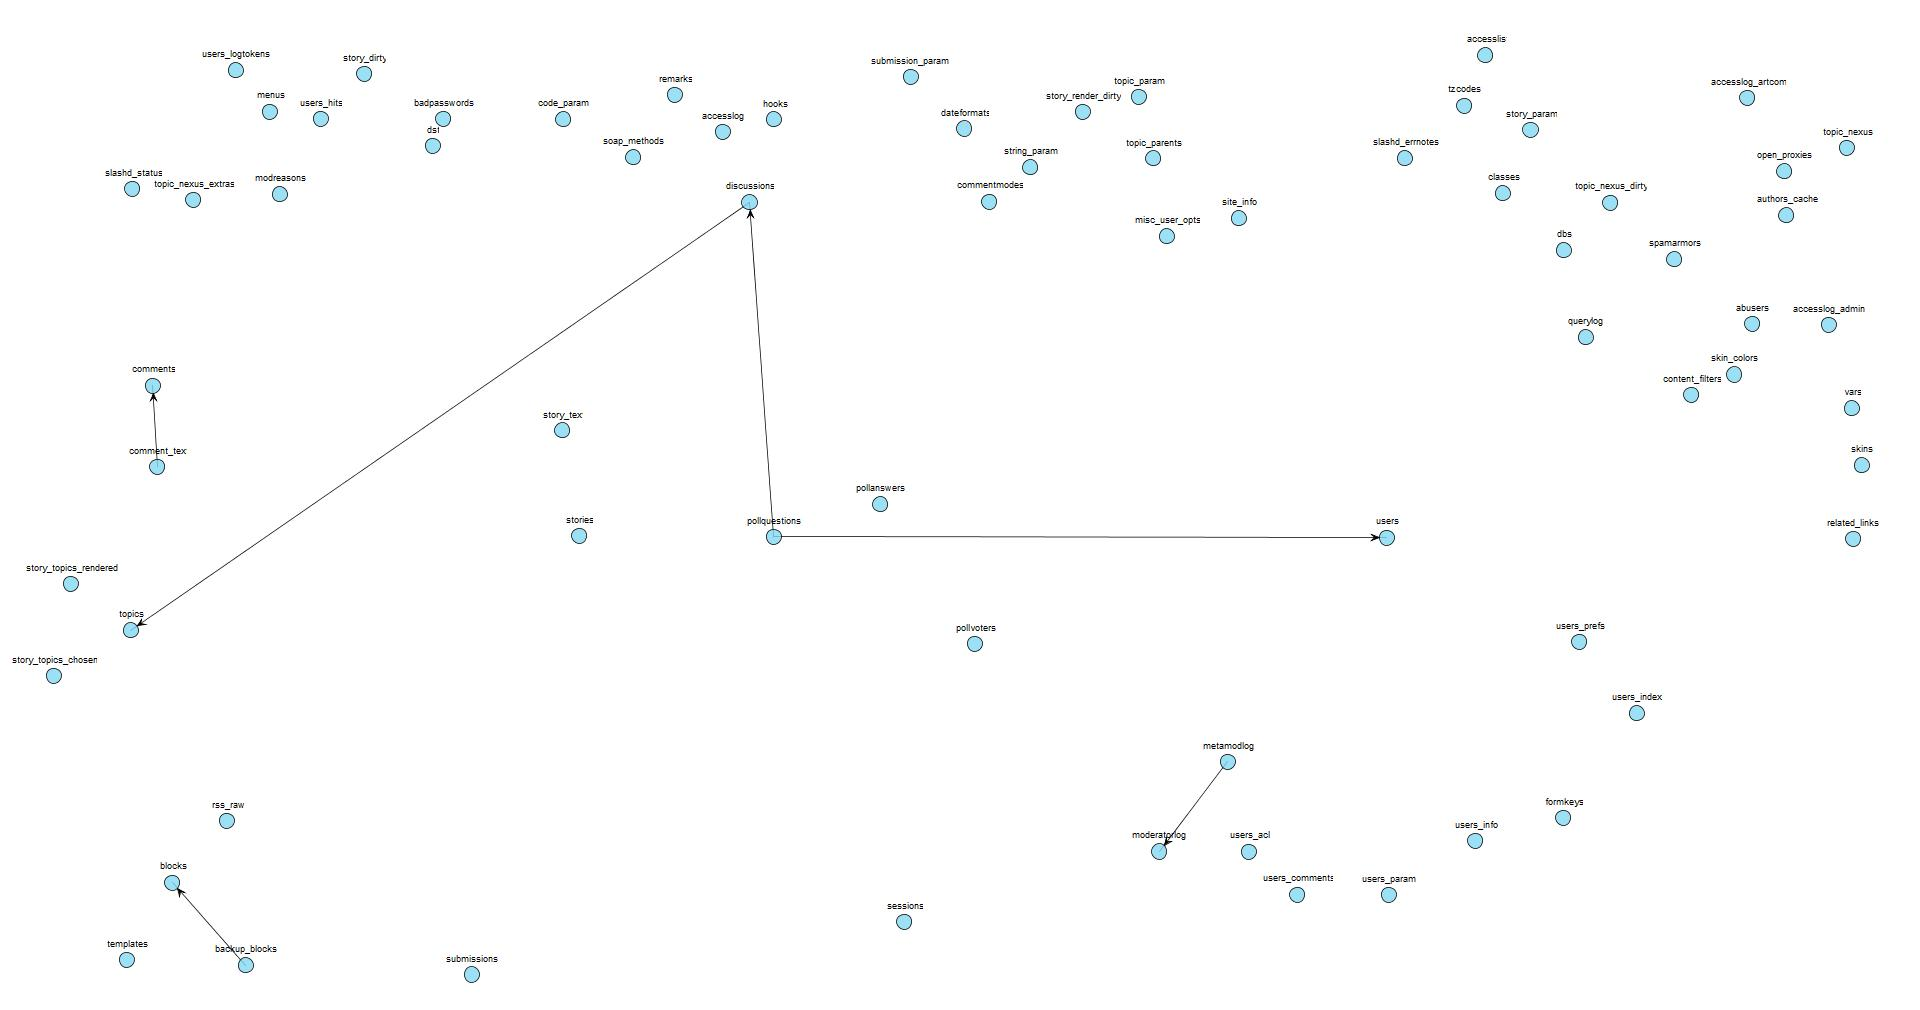 accesslis
users_logtokens
story_dirty
submission_param
remarks
topic_param
accesslog_artcom
tzcodes
menus
users_hits
badpasswords
code_param
hooks
story_render_dirty
accesslog
dateformats
story_param
dst
topic_nexus
soap_methods
slashd_errnotes
topic_parents
string_param
open_proxies
slashd_status
topic_nexus_extras
modreasons
discussions
commentmodes
classes
topic_nexus_dirty
authors_cache
site_info
misc_user_opts
dbs
spamarmors
abusers
accesslog_admin
querylog
skin_colors
comments
content_filters
vars
story_tex
comment_tex
skins
pollanswers
stories
pollquestions
users
related_links
story_topics_rendered
topics
pollvoters
users_prefs
story_topics_chosen
users_index
metamodlog
rss_raw
formkeys
users_info
moderatorlog
users_acl
blocks
users_comments
users_param
sessions
templates
backup_blocks
submissions